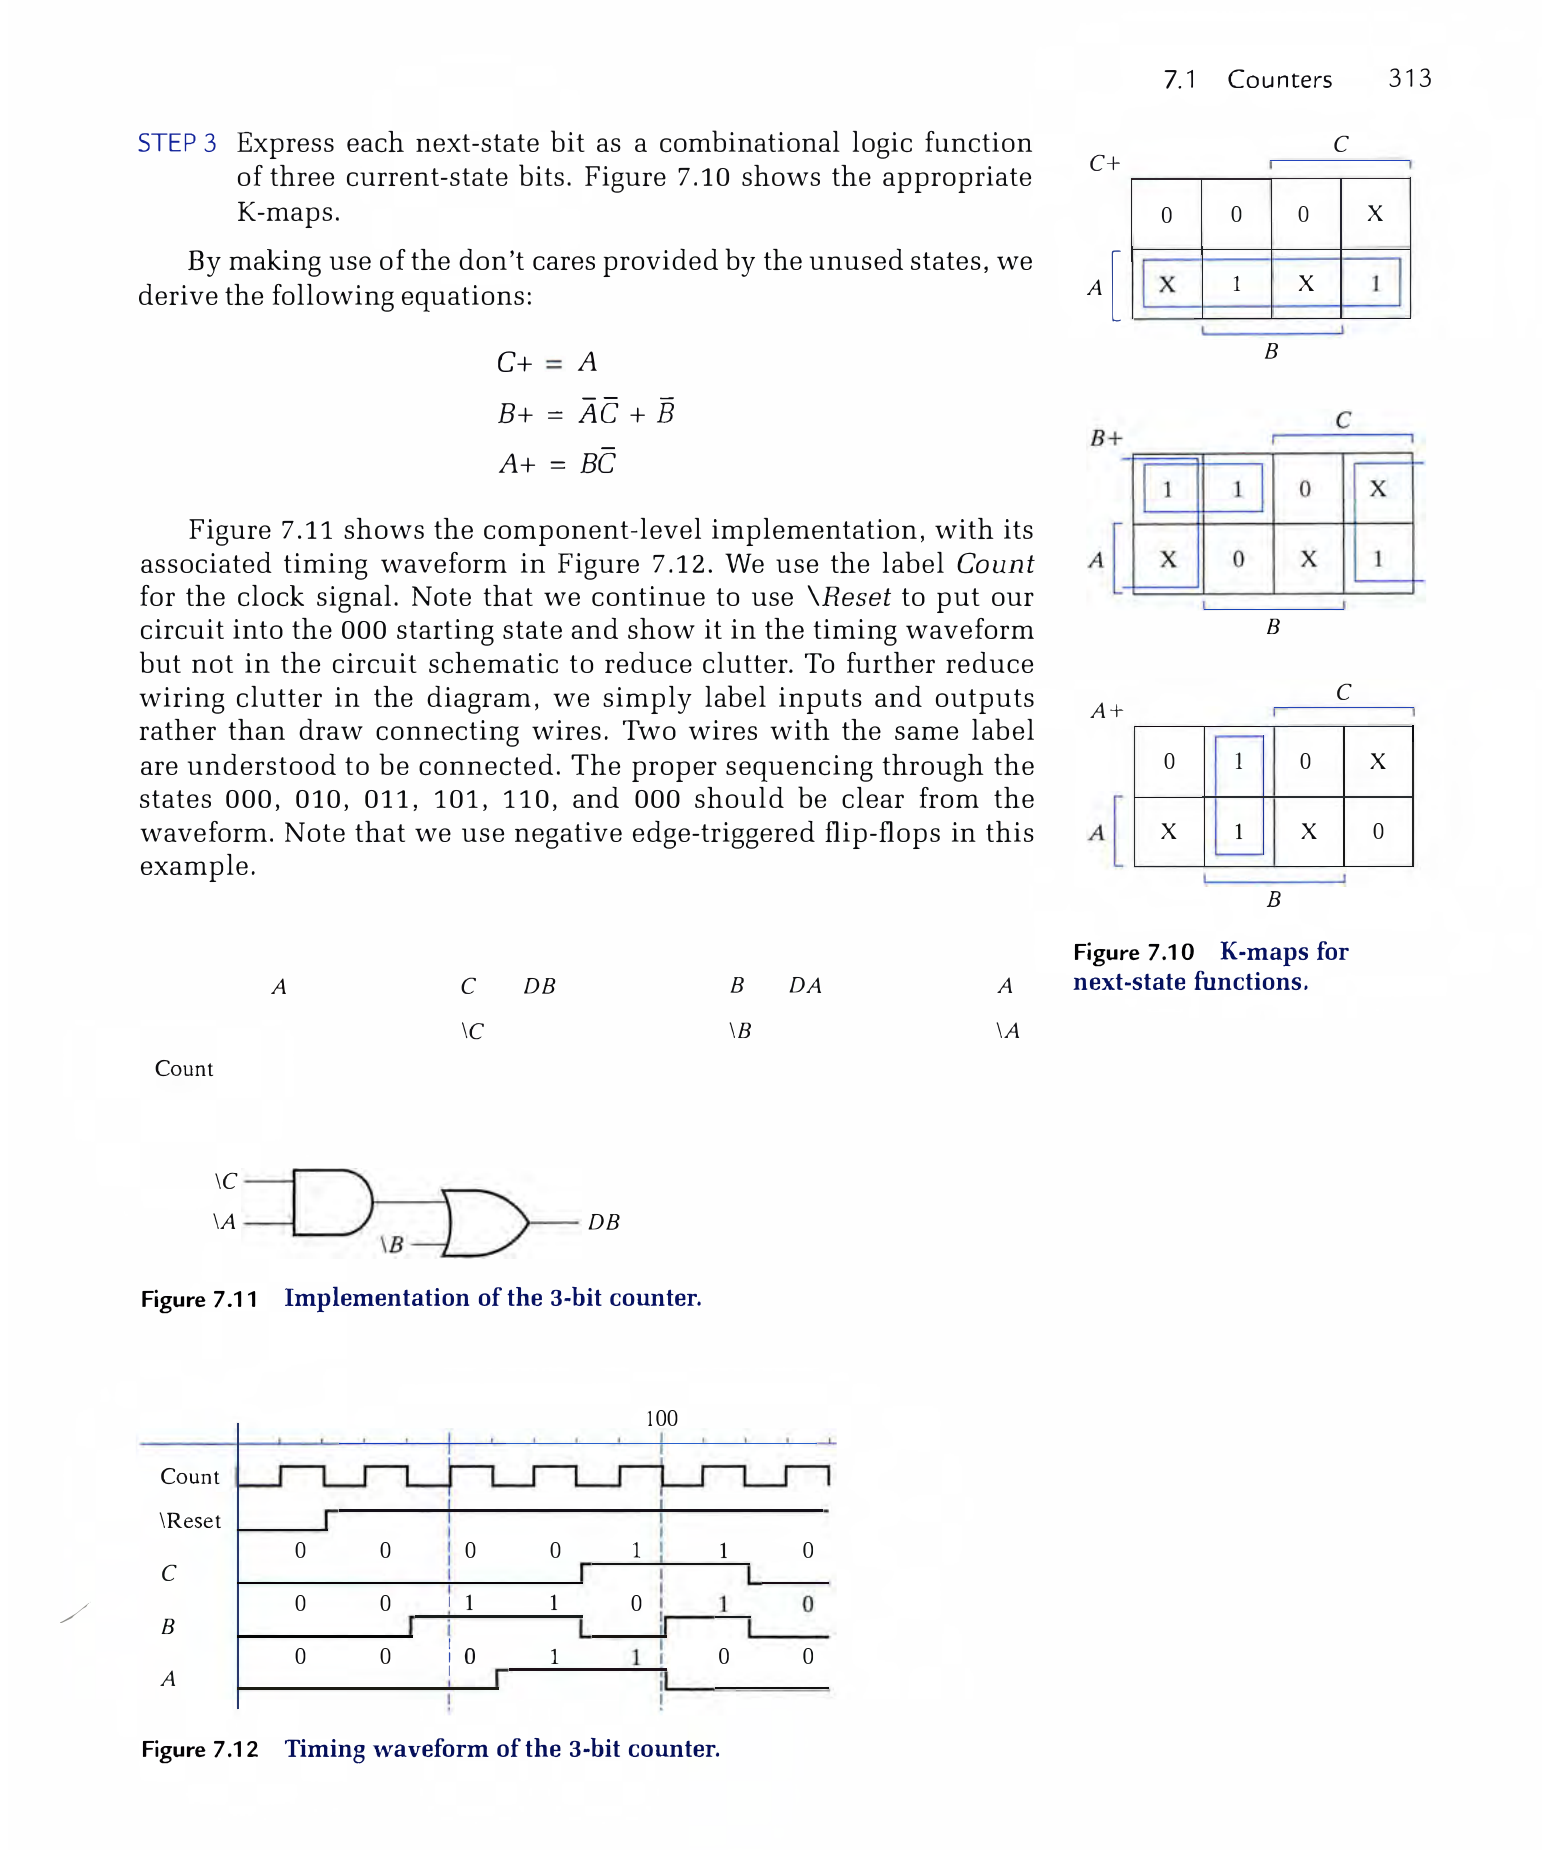 7.1 Counters 313
STEP 3 Express each next-state bit as a combinational logic function
of three current-state bits. Figure 7.10 shows the appropriate
K-maps.
By making use of the don't cares provided by the unused states, we
derive the following equations:
C+ = A
B+ = A̅C̅ + B̅
A+ = BC̅
Figure 7.11 shows the component-level implementation, with its
associated timing waveform in Figure 7.12. We use the label Count
for the clock signal. Note that we continue to use \Reset to put our
circuit into the 000 starting state and show it in the timing waveform
but not in the circuit schematic to reduce clutter. To further reduce
wiring clutter in the diagram, we simply label inputs and outputs
rather than draw connecting wires. Two wires with the same label
are understood to be connected. The proper sequencing through the
states 000, 010, 011, 101, 110, and 000 should be clear from the
waveform. Note that we use negative edge-triggered flip-flops in this
example.
C
C+
0 0 0 X
A X 1 X 1
B
C
B+
1 1 0 X
A X 0 X 1
B
C
A+
0 1 0 X
A X 1 X 0
B
Figure 7.10 K-maps for
next-state functions.
A C DB B DA A
\C \B \A
Count
\C
\A DB
\B
Figure 7.11 Implementation of the 3-bit counter.
100
Count
\Reset
0 0 0 0 1 1 0
C
0 0 1 1 0 1 0
B
0 0 0 1 1 0 0
A
Figure 7.12 Timing waveform of the 3-bit counter.